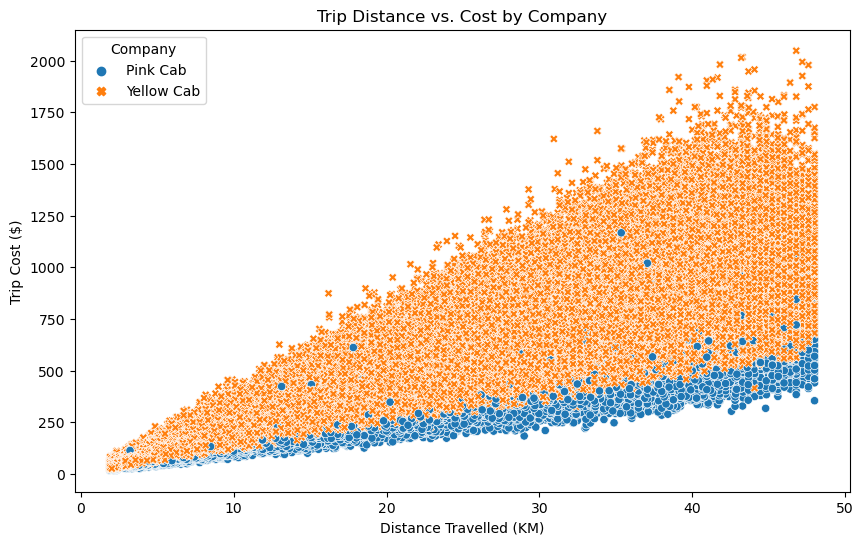 Trip Distance vs. Cost by Company
Company
Pink Cab
Yellow Cab
Trip Cost ($)
2000
1750
1500
1250
1000
750
500
250
0
0 10 20 30 40 50
Distance Travelled (KM)